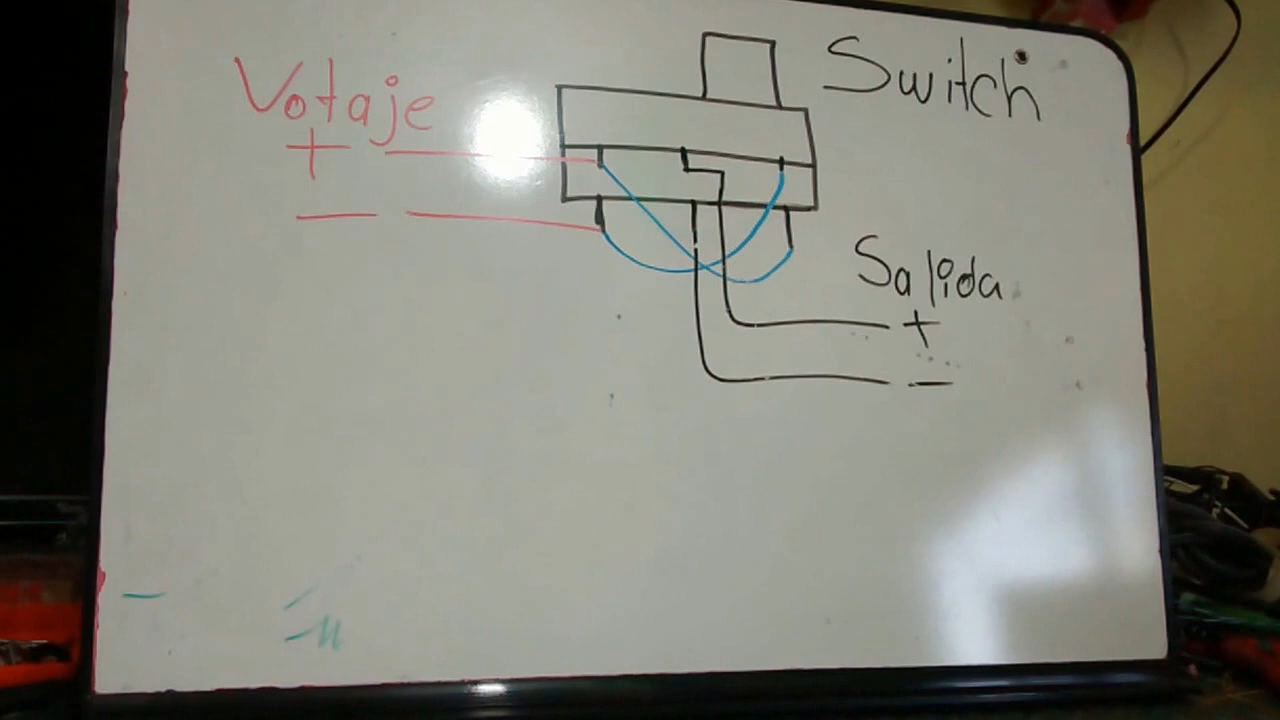 Votaje
+
-
Switch
Salida
+
-